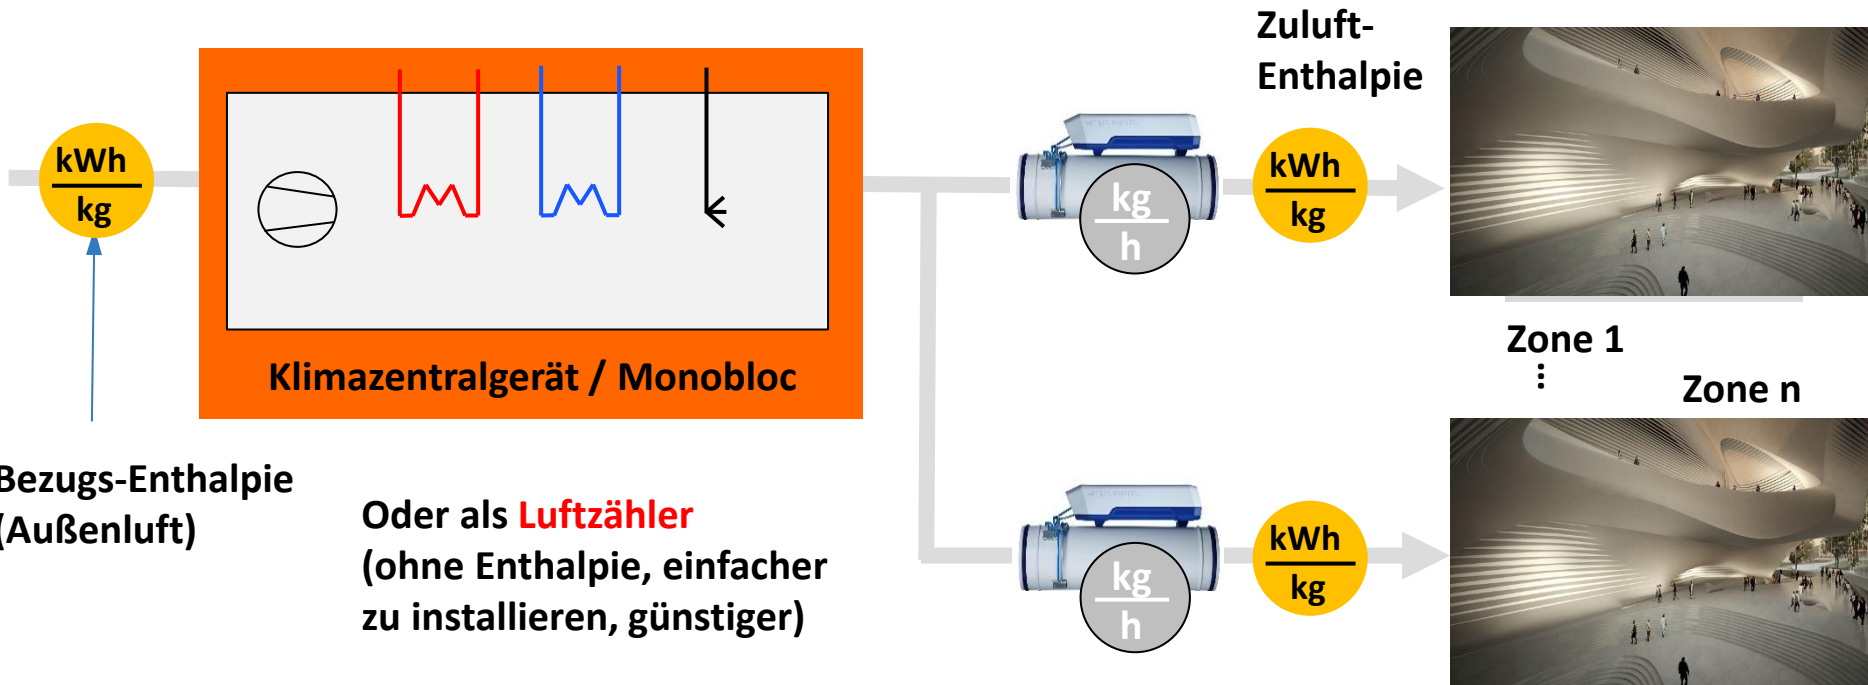 Zuluft-
Enthalpie
kWh
kg
kg
h
kWh
kg
Klimazentralgerät / Monobloc
Zone 1
Zone n
Bezugs-Enthalpie
(Außenluft)
Oder als Luftzähler
(ohne Enthalpie, einfacher
zu installieren, günstiger)
kg
h
kWh
kg